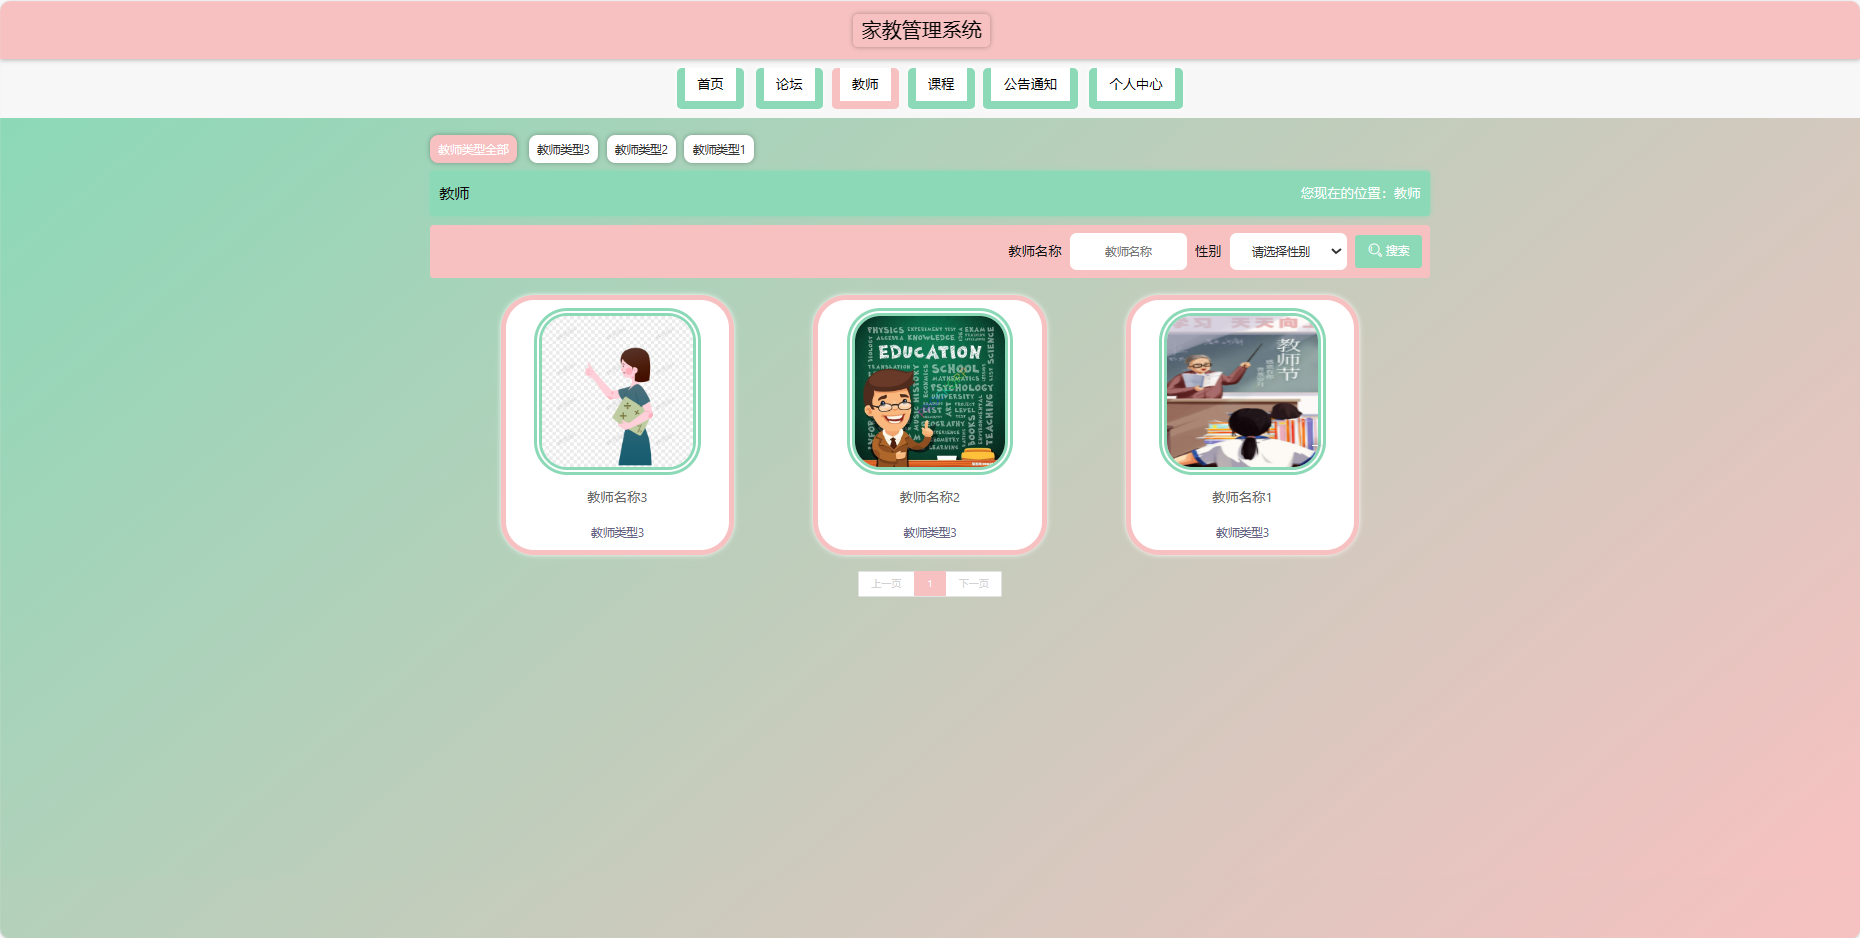 家教管理系统
首页 论坛 教师 课程 公告通知 个人中心
教师类型全部 教师类型3 教师类型2 教师类型1
教师 您现在的位置：教师
教师名称 教师名称 性别 请选择性别 搜索
PHYSICS EXPERIMENT TEST EXAM
ALGEBRA KNOWLEDGE
EDUCATION
SCIENCE
TRANSLATION
SCHOOL
MATHEMATICS
PSYCHOLOGY
UNIVERSITY
MUSIC HISTORY
LIST
ART
PROJECT
LEVEL
BOOKS
TEACHING
学习 天天向上
教师节
教师名称3 教师名称2 教师名称1
教师类型3 教师类型3 教师类型3
上一页 1 下一页